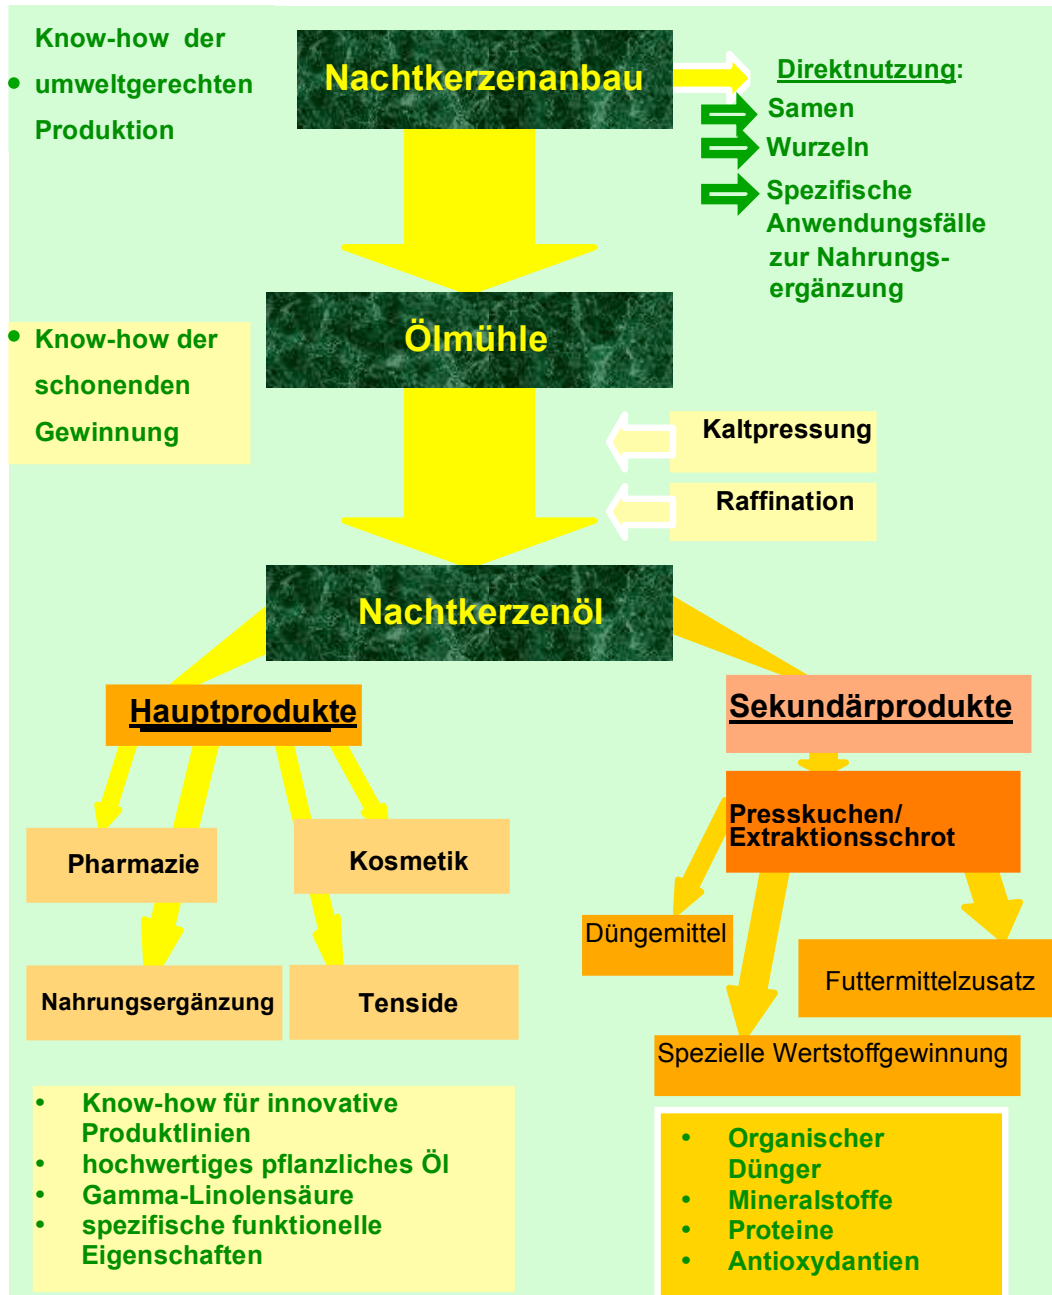 Know-how der
• umweltgerechten
Produktion
Nachtkerzenanbau
Direktnutzung:
Samen
Wurzeln
Spezifische
Anwendungsfälle
zur Nahrungs-
ergänzung
Ölmühle
• Know-how der
schonenden
Gewinnung
Kaltpressung
Raffination
Nachtkerzenöl
Hauptprodukte
Pharmazie
Kosmetik
Nahrungsergänzung
Tenside
• Know-how für innovative
Produktlinien
• hochwertiges pflanzliches Öl
• Gamma-Linolensäure
• spezifische funktionelle
Eigenschaften
Sekundärprodukte
Presskuchen/
Extraktionsschrot
Düngemittel
Futtermittelzusatz
Spezielle Wertstoffgewinnung
• Organischer
Dünger
• Mineralstoffe
• Proteine
• Antioxydantien